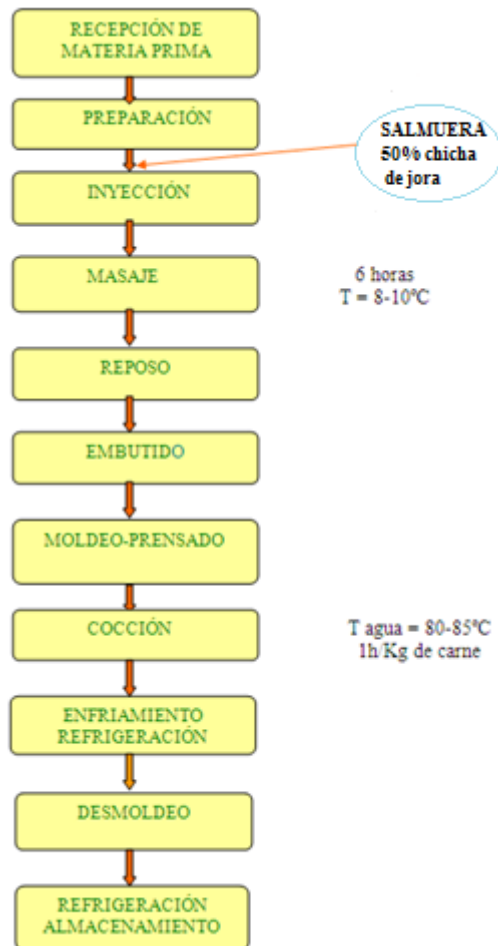 RECEPCIÓN DE
MATERIA PRIMA
PREPARACIÓN
SALMUERA
50% chicha
de jora
INYECCIÓN
MASAJE
6 horas
T = 8-10ºC
REPOSO
EMBUTIDO
MOLDEO-PRENSADO
COCCIÓN
T agua = 80-85ºC
1h/Kg de carne
ENFRIAMIENTO
REFRIGERACIÓN
DESMOLDEO
REFRIGERACIÓN
ALMACENAMIENTO